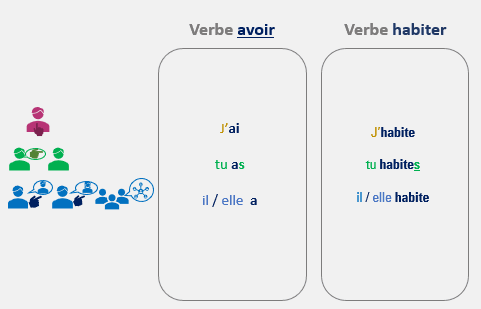 Verbe avoir
J'ai
tu as
il / elle a
Verbe habiter
J'habite
tu habites
il / elle habite